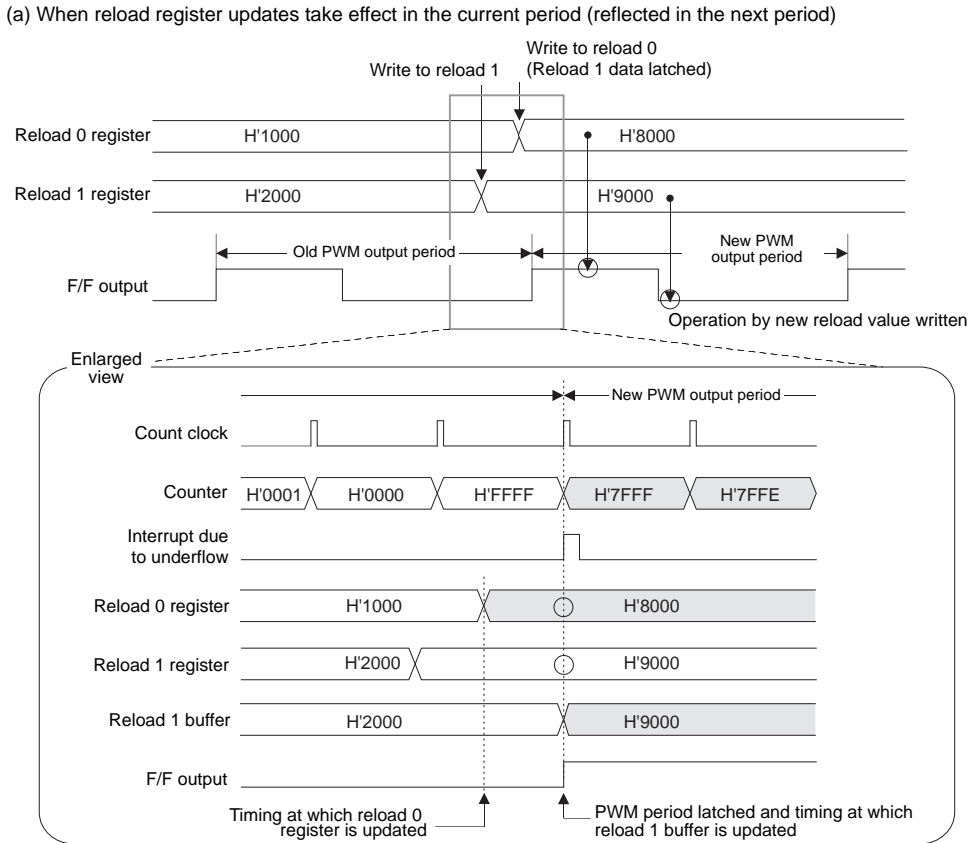 (a) When reload register updates take effect in the current period (reflected in the next period)
Write to reload 0
Write to reload 1
(Reload 1 data latched)
Reload 0 register
H'1000
H'8000
Reload 1 register
H'2000
H'9000
Old PWM output period
New PWM
output period
F/F output
Operation by new reload value written
Enlarged
view
New PWM output period
Count clock
Counter
H'0001
H'0000
H'FFFF
H'7FFF
H'7FFE
Interrupt due
to underflow
Reload 0 register
H'1000
H'8000
Reload 1 register
H'2000
H'9000
Reload 1 buffer
H'2000
H'9000
F/F output
Timing at which reload 0
register is updated
PWM period latched and timing at which
reload 1 buffer is updated